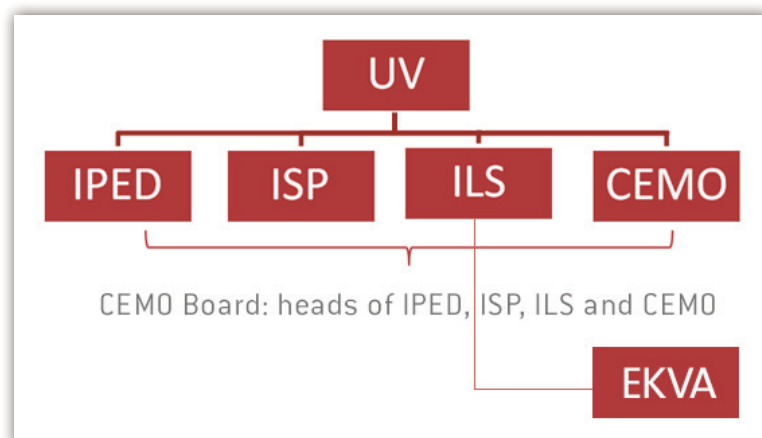 UV
IPED ISP ILS CEMO
CEMO Board: heads of IPED, ISP, ILS and CEMO
EKVA